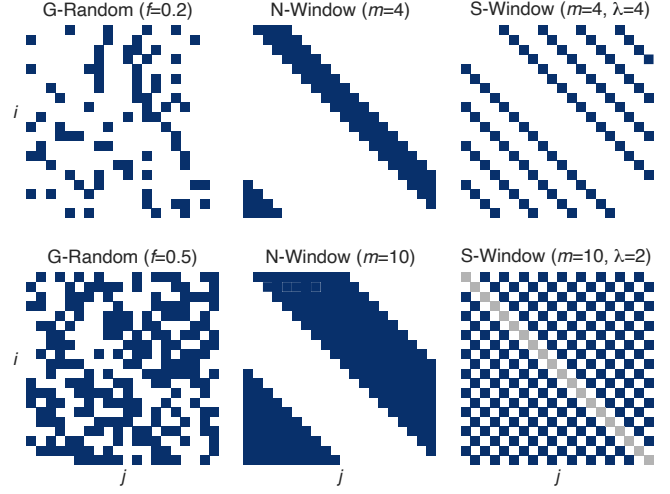 G-Random (f=0.2)
N-Window (m=4)
S-Window (m=4, λ=4)
i
G-Random (f=0.5)
N-Window (m=10)
S-Window (m=10, λ=2)
i
j
j